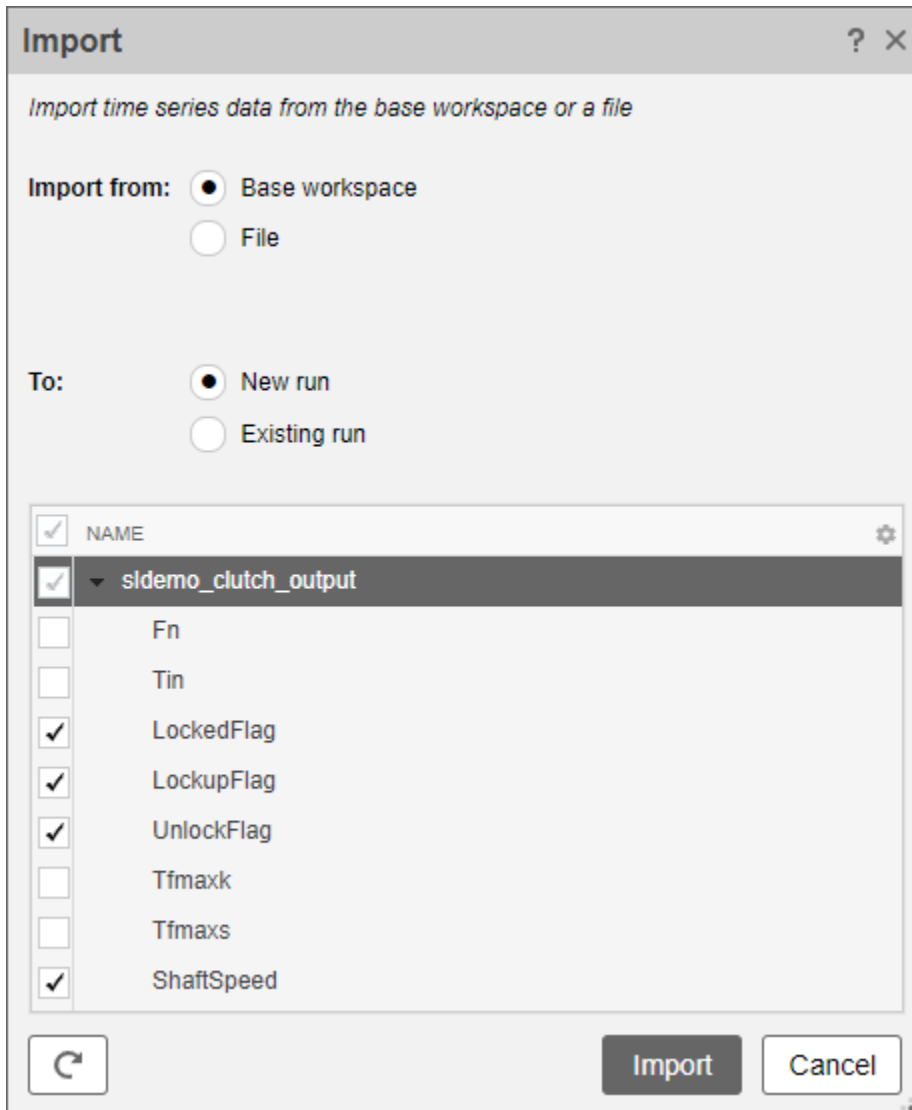 Import ? ×
Import time series data from the base workspace or a file
Import from: Base workspace
File
To: New run
Existing run
NAME
sldemo_clutch_output
Fn
Tin
LockedFlag
LockupFlag
UnlockFlag
Tfmaxk
Tfmaxs
ShaftSpeed
Import Cancel